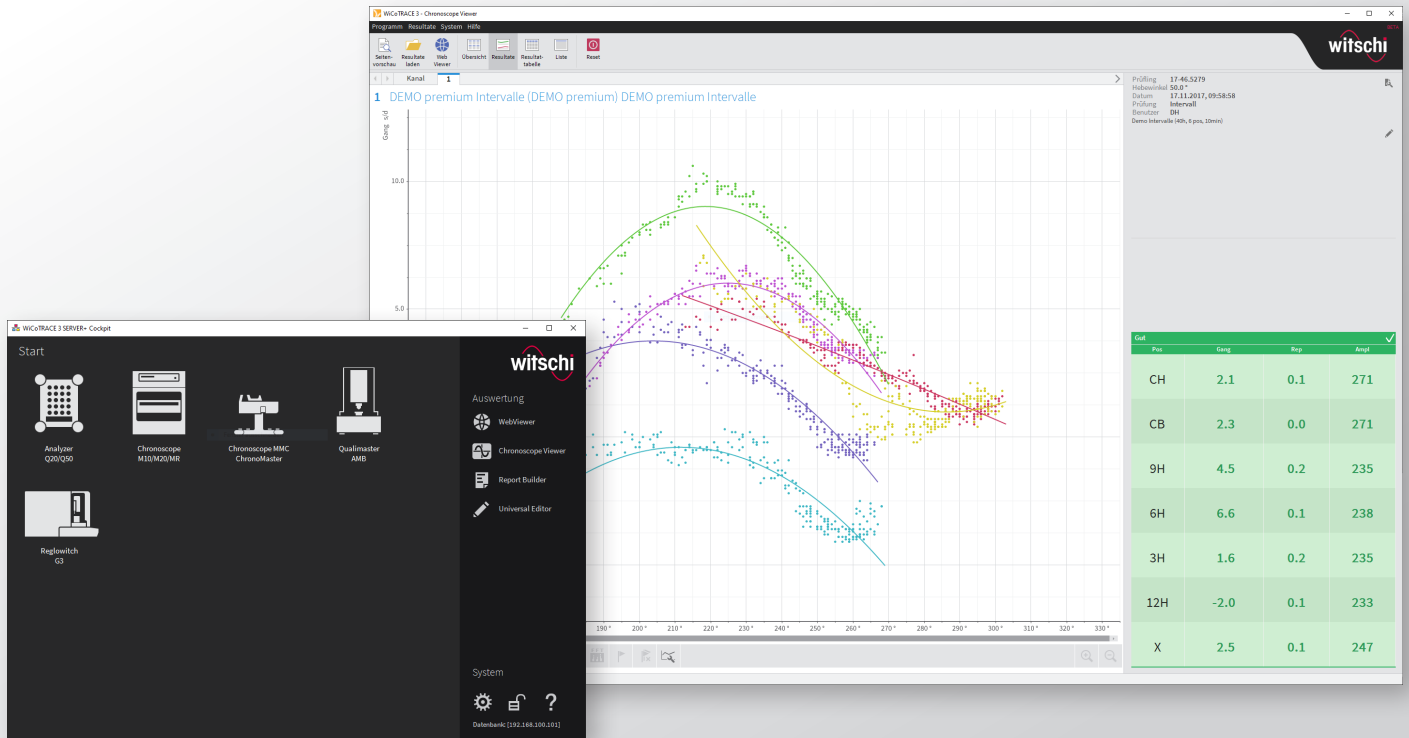 WiCoTRACE 3 - Chronoscope Viewer
Programm Resultate System Hilfe
BETA
Seiten-
vorschau
Resultate
laden
Web
Viewer
Übersicht
Resultate
Resultat-
tabelle
Liste
Reset
witschi
Kanal 1
1 DEMO premium Intervalle (DEMO premium) DEMO premium Intervalle
Gang s/d
10.0
5.0
190° 200° 210° 220° 230° 240° 250° 260° 270° 280° 290° 300° 310° 320° 330°
Prüfling 17-46.5279
Hebewinkel 50.0°
Datum 17.11.2017, 09:58:58
Prüfung Intervall
Benutzer DH
Demo Intervalle (48h, 6 pos, 10min)
Gut
Pos Gang Rep Ampl
CH 2.1 0.1 271
CB 2.3 0.0 271
9H 4.5 0.2 235
6H 6.6 0.1 238
3H 1.6 0.2 235
12H -2.0 0.1 233
X 2.5 0.1 247
WiCoTRACE 3 SERVER+ Cockpit
Start
witschi
Analyzer
Q20/Q50
Chronoscope
M10/M20/MR
Chronoscope MMC
ChronoMaster
Qualimaster
AMB
Reglowitch
G3
Auswertung
WebViewer
Chronoscope Viewer
Report Builder
Universal Editor
System
Datenbank: [192.168.100.101]